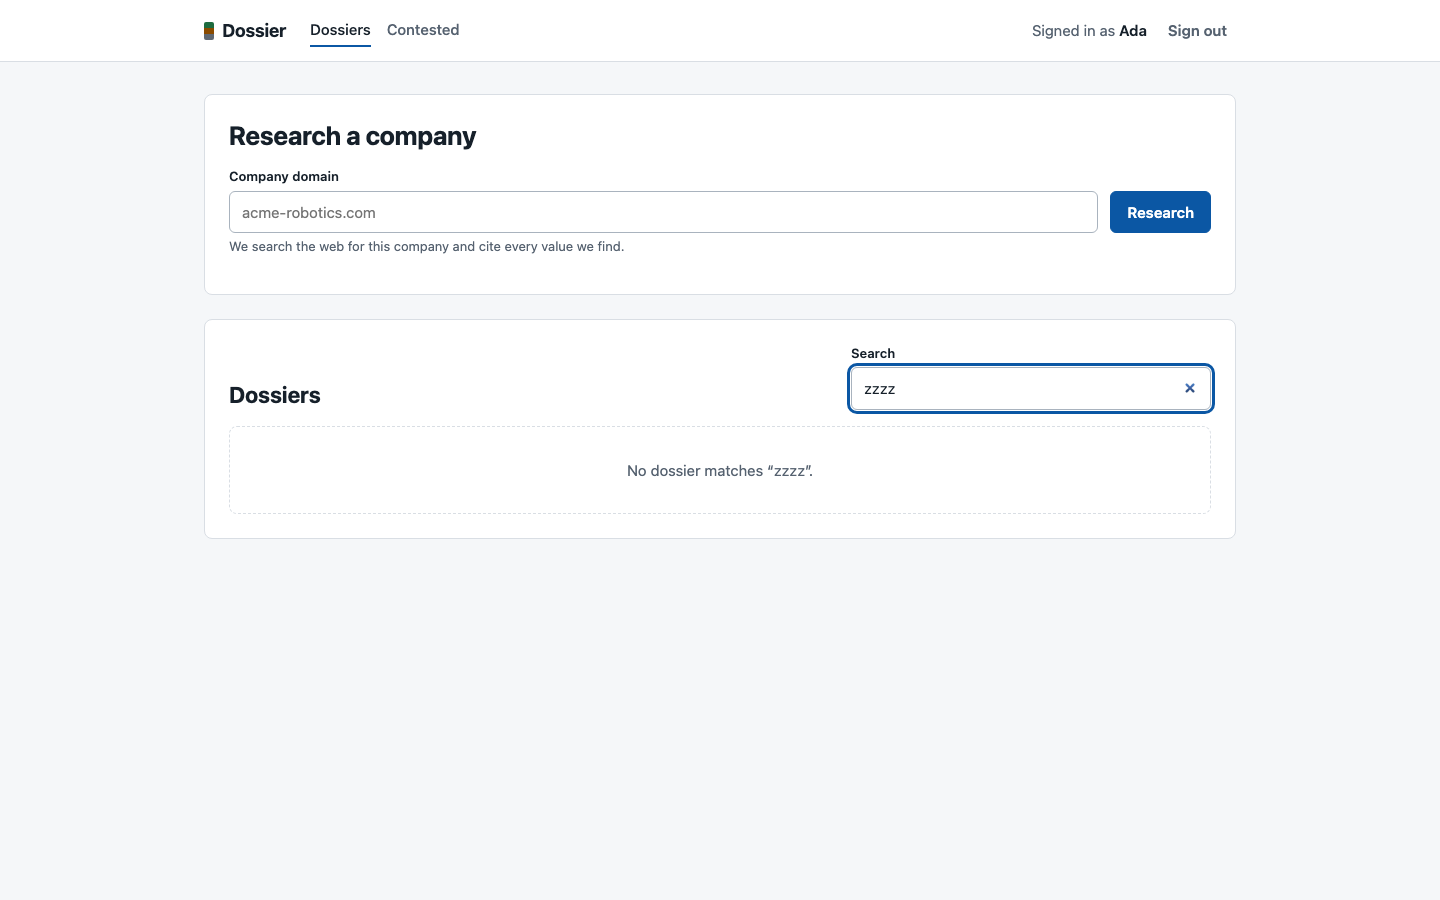 Dossier Dossiers Contested Signed in as Ada Sign out
Research a company
Company domain
acme-robotics.com Research
We search the web for this company and cite every value we find.
Search
Dossiers zzzz
No dossier matches “zzzz”.